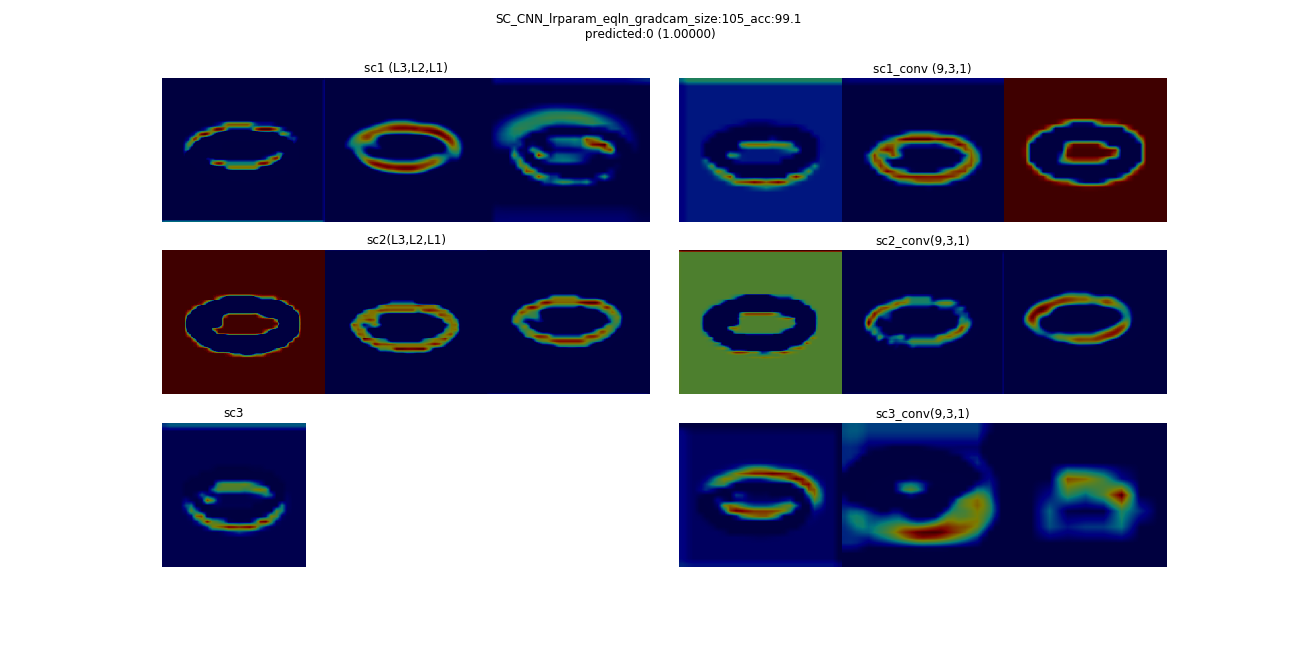 SC_CNN_lrparam_eqln_gradcam_size:105_acc:99.1
predicted:0 (1.00000)
sc1 (L3,L2,L1)
sc1_conv (9,3,1)
sc2(L3,L2,L1)
sc2_conv(9,3,1)
sc3
sc3_conv(9,3,1)